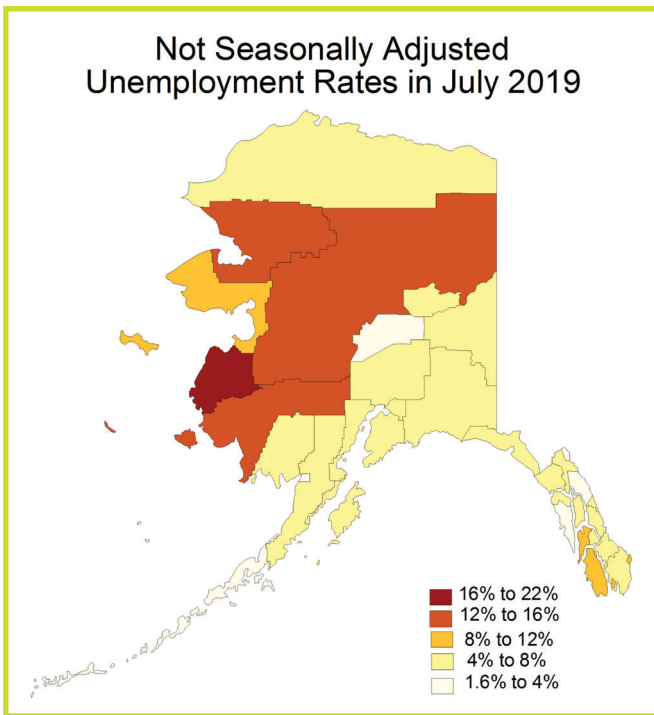 Not Seasonally Adjusted
Unemployment Rates in July 2019
16% to 22%
12% to 16%
8% to 12%
4% to 8%
1.6% to 4%